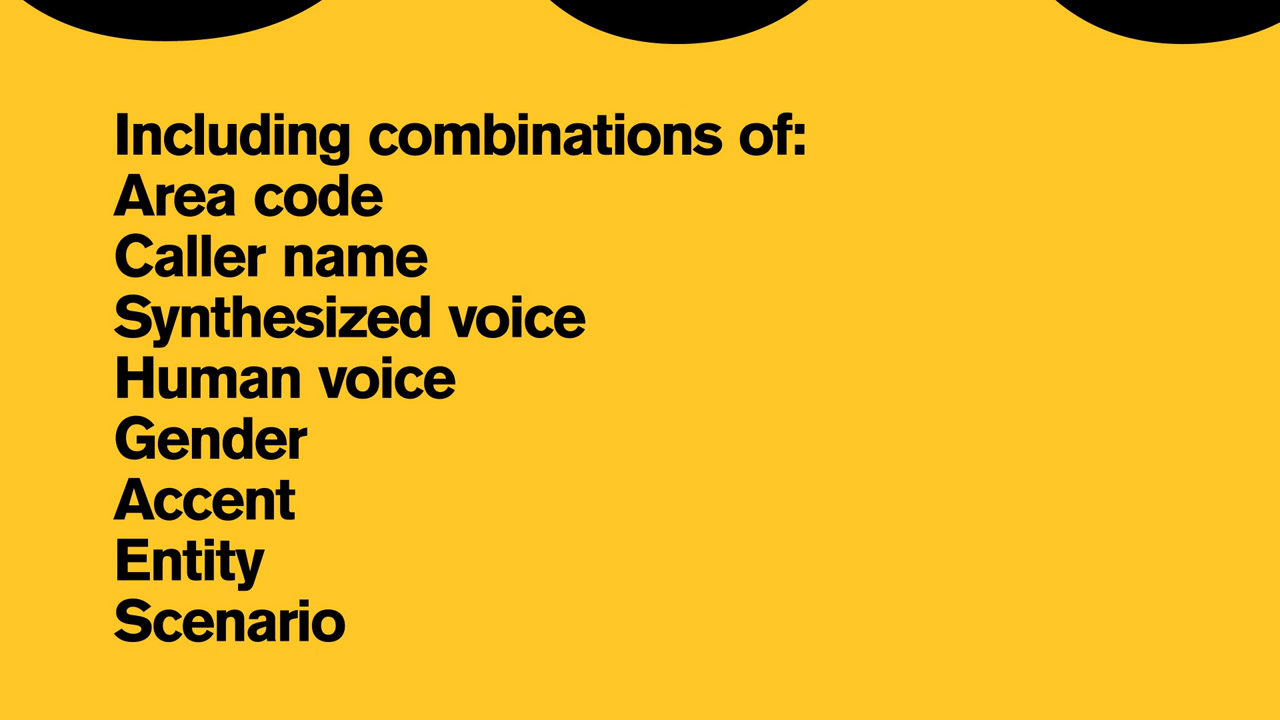 Including combinations of:
Area code
Caller name
Synthesized voice
Human voice
Gender
Accent
Entity
Scenario